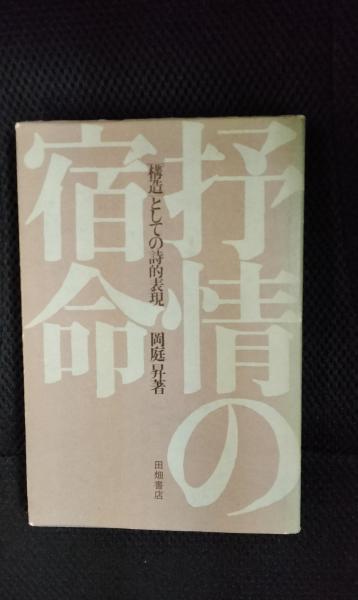 抒情の
宿命
「構造」としての詩的表現
岡庭昇著
田畑書店